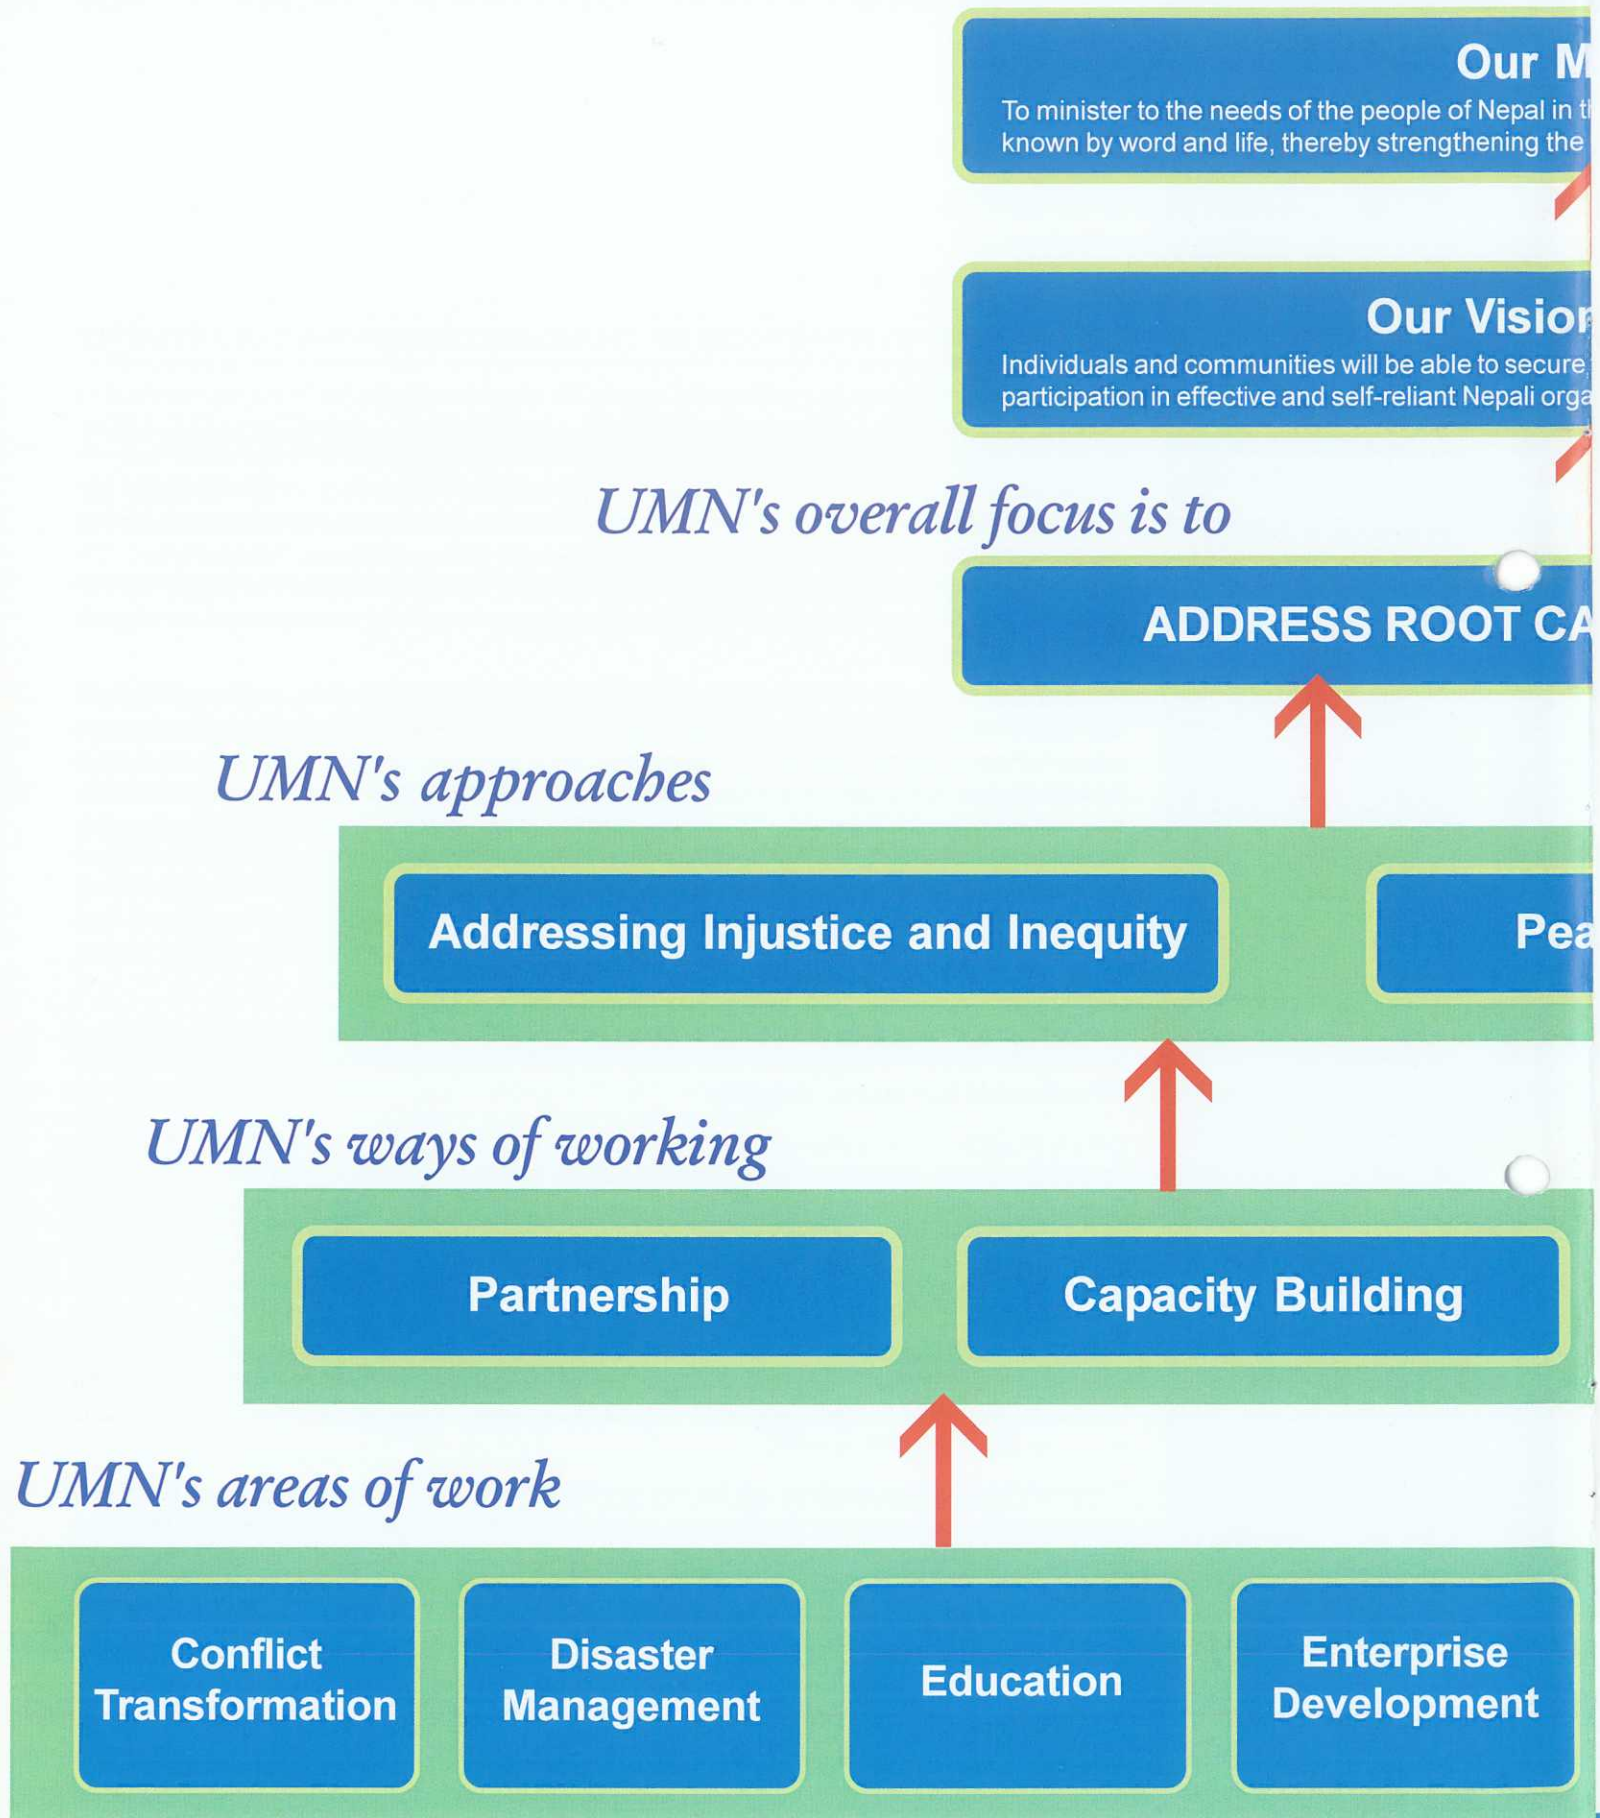 Our M
To minister to the needs of the people of Nepal in th
known by word and life, thereby strengthening the
Our Vision
Individuals and communities will be able to secure
participation in effective and self-reliant Nepali orga
UMN's overall focus is to
ADDRESS ROOT CA
UMN's approaches
Addressing Injustice and Inequity
Pea
UMN's ways of working
Partnership
Capacity Building
UMN's areas of work
Conflict
Transformation
Disaster
Management
Education
Enterprise
Development